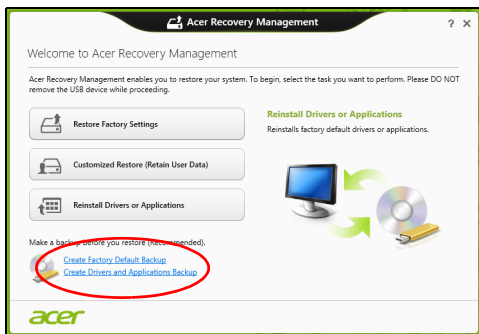 Acer Recovery Management
? ×
Welcome to Acer Recovery Management
Acer Recovery Management enables you to restore your system. To begin, select the task you want to perform. Please DO NOT
remove the USB device while proceeding.
Restore Factory Settings
Customized Restore (Retain User Data)
Reinstall Drivers or Applications
Reinstall Drivers or Applications
Reinstalls factory default drivers or applications.
Make a backup before you restore (Recommended).
Create Factory Default Backup
Create Drivers and Applications Backup
acer